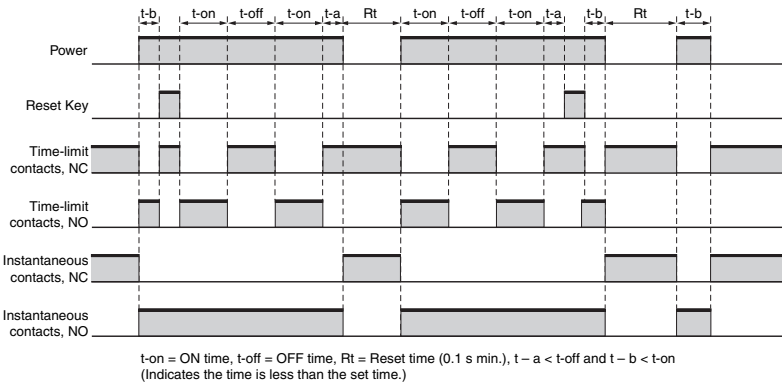 t-b t-on t-off t-on t-a Rt t-on t-off t-on t-a t-b Rt t-b
Power
Reset Key
Time-limit
contacts, NC
Time-limit
contacts, NO
Instantaneous
contacts, NC
Instantaneous
contacts, NO
t-on = ON time, t-off = OFF time, Rt = Reset time (0.1 s min.), t – a < t-off and t – b < t-on
(Indicates the time is less than the set time.)